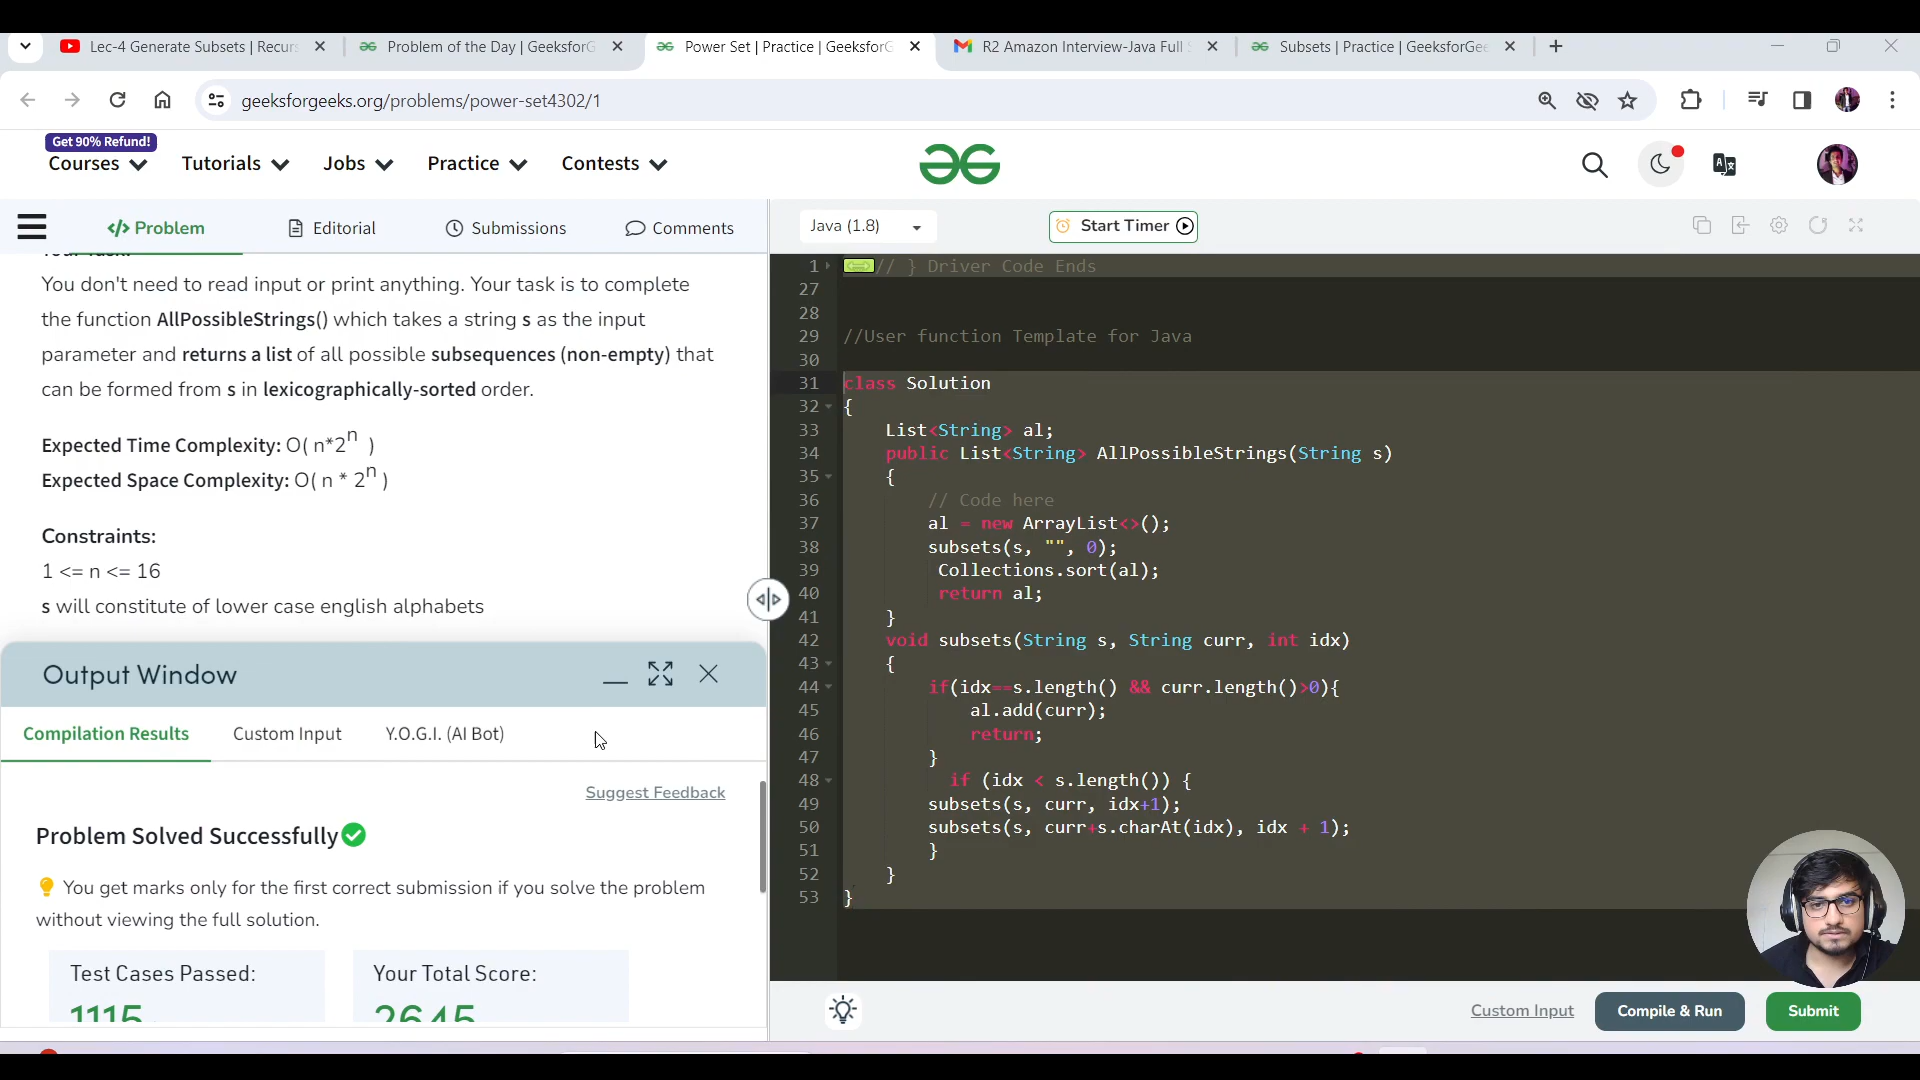 Lec-4 Generate Subsets | Recurs
Problem of the Day | GeeksforG
Power Set | Practice | GeeksforG
R2 Amazon Interview-Java Full S
Subsets | Practice | GeeksforGee
geeksforgeeks.org/problems/power-set4302/1
Get 90% Refund!
Courses
Tutorials
Jobs
Practice
Contests
</> Problem
Editorial
Submissions
Comments
You don't need to read input or print anything. Your task is to complete
the function AllPossibleStrings() which takes a string s as the input
parameter and returns a list of all possible subsequences (non-empty) that
can be formed from s in lexicographically-sorted order.
Expected Time Complexity: O( n*2^n )
Expected Space Complexity: O( n * 2^n )
Constraints:
1 <= n <= 16
s will constitute of lower case english alphabets
Output Window
Compilation Results
Custom Input
Y.O.G.I. (AI Bot)
Suggest Feedback
Problem Solved Successfully
You get marks only for the first correct submission if you solve the problem
without viewing the full solution.
Test Cases Passed:
1115
Your Total Score:
2645
Java (1.8)
Start Timer
1 // } Driver Code Ends
27
28
29 //User function Template for Java
30
31 class Solution
32 {
33 List<String> al;
34 public List<String> AllPossibleStrings(String s)
35 {
36 // Code here
37 al = new ArrayList<>();
38 subsets(s, "", 0);
39 Collections.sort(al);
40 return al;
41 }
42 void subsets(String s, String curr, int idx)
43 {
44 if(idx==s.length() && curr.length()>0){
45 al.add(curr);
46 return;
47 }
48 if (idx < s.length()) {
49 subsets(s, curr, idx+1);
50 subsets(s, curr+s.charAt(idx), idx + 1);
51 }
52 }
53 }
Custom Input
Compile & Run
Submit